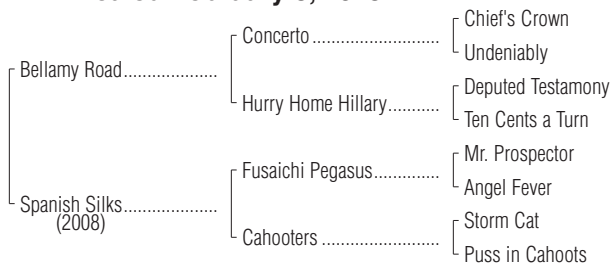 Chief's Crown
Concerto
Undeniably
Bellamy Road
Deputed Testamony
Hurry Home Hillary
Ten Cents a Turn
Mr. Prospector
Fusaichi Pegasus
Angel Fever
Spanish Silks
(2008)
Storm Cat
Cahooters
Puss in Cahoots